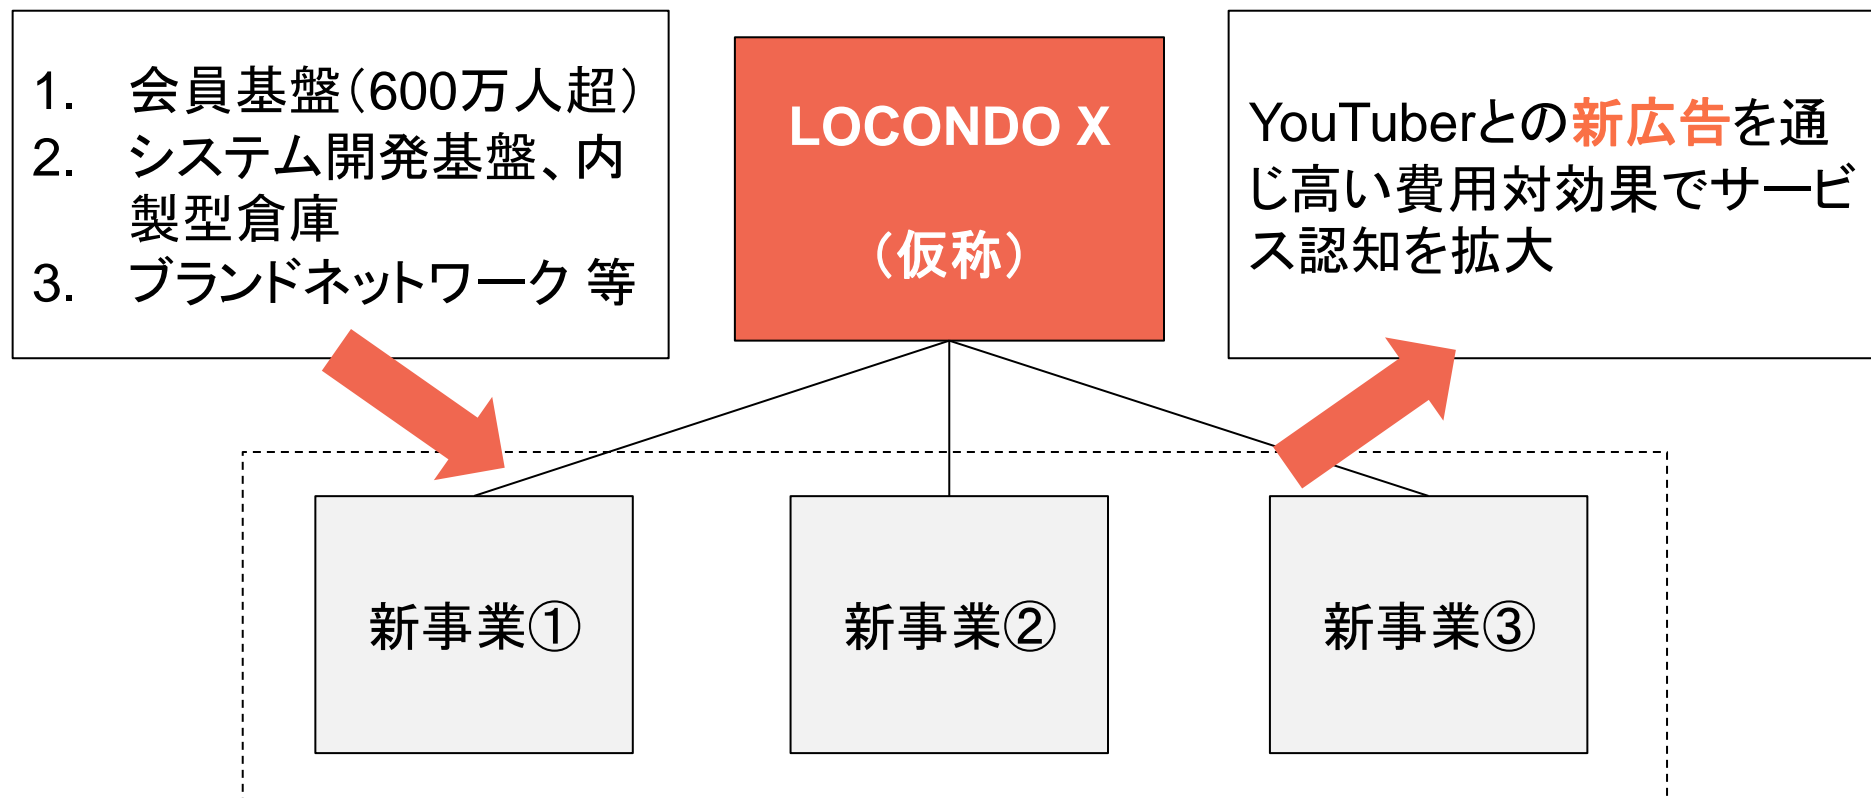 1. 会員基盤（600万人超）
2. システム開発基盤、内
製型倉庫
3. ブランドネットワーク 等
LOCONDO X
（仮称）
YouTuberとの新広告を通
じ高い費用対効果でサービ
ス認知を拡大
新事業①
新事業②
新事業③